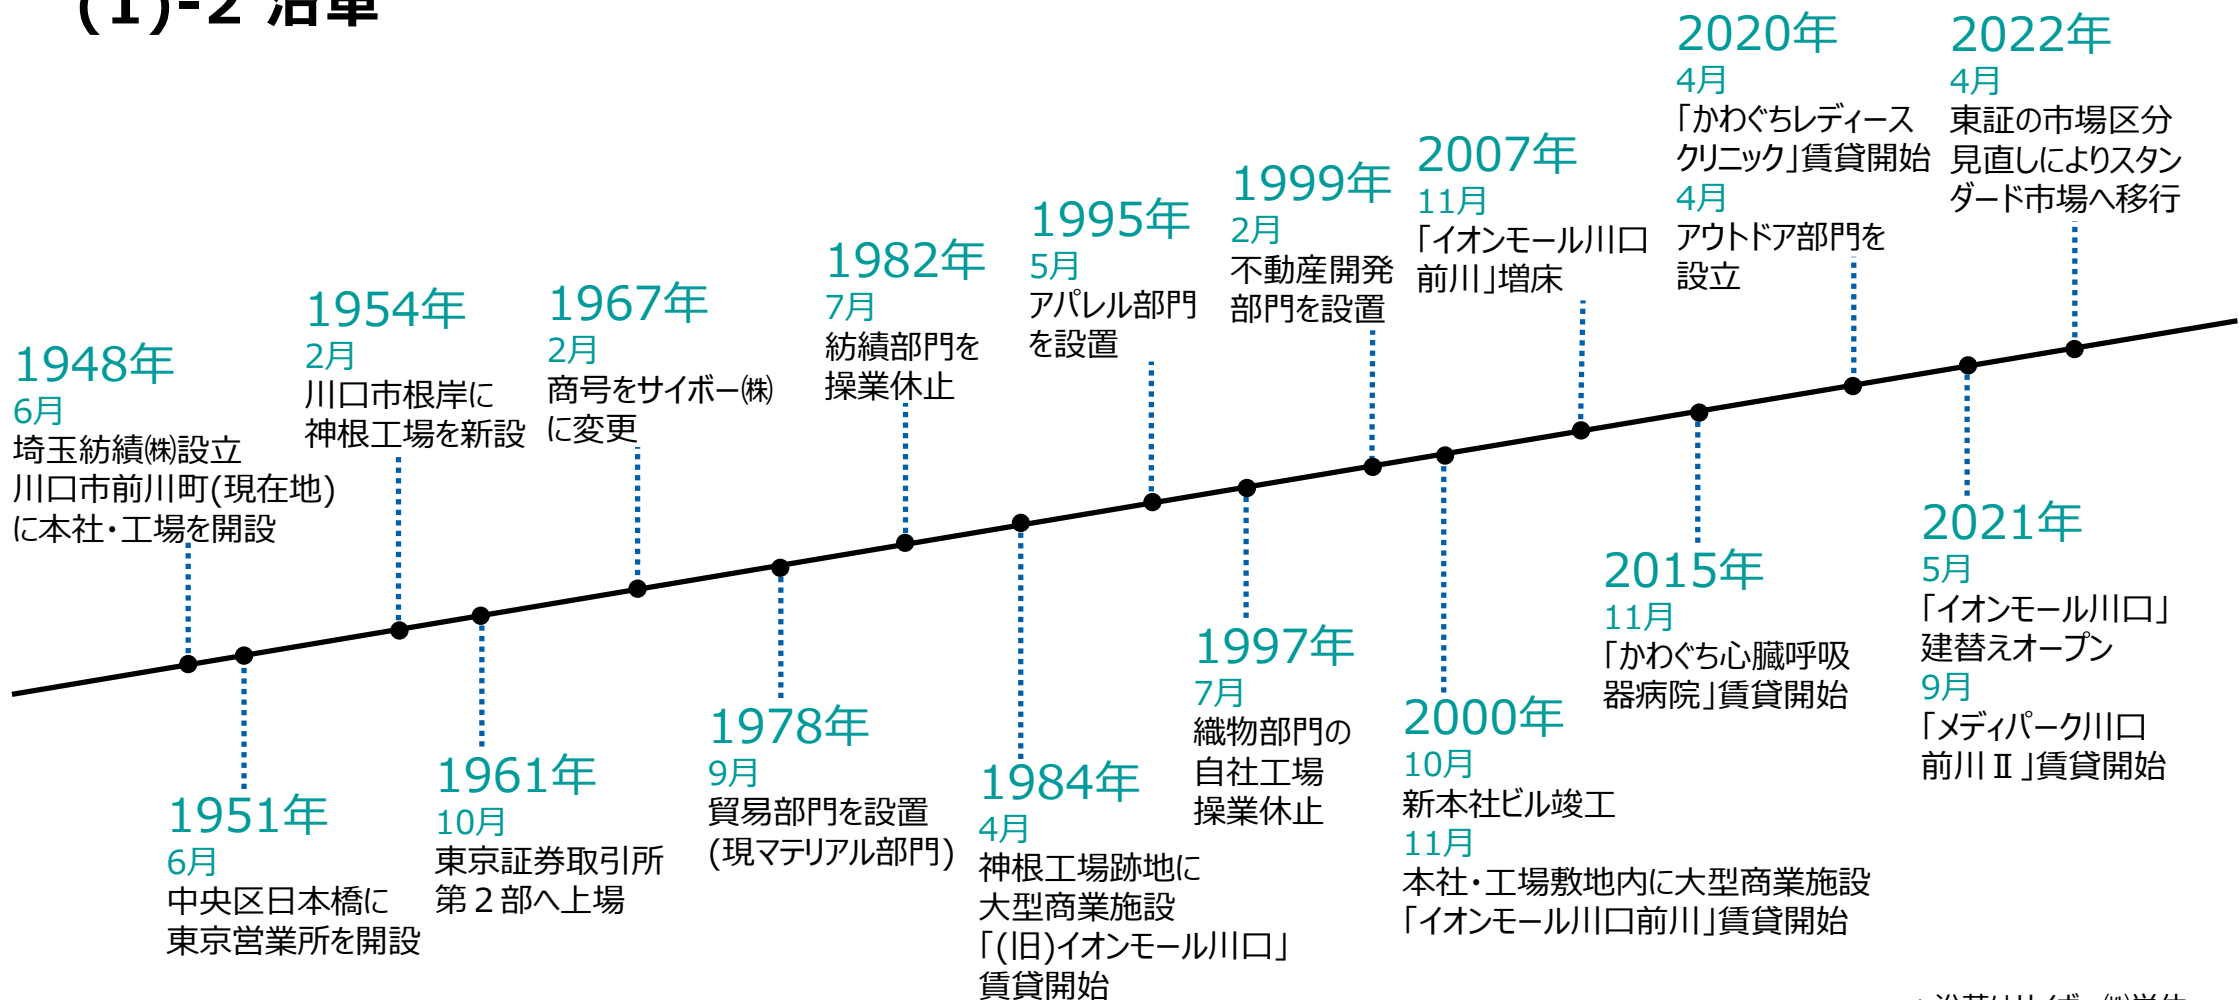 (1)-2 沿革
1948年
6月
埼玉紡績㈱設立
川口市前川町(現在地)
に本社・工場を開設
1951年
6月
中央区日本橋に
東京営業所を開設
1954年
2月
川口市根岸に
神根工場を新設
1961年
10月
東京証券取引所
第２部へ上場
1967年
2月
商号をサイボー㈱
に変更
1978年
9月
貿易部門を設置
(現マテリアル部門)
1982年
7月
紡績部門を
操業休止
1984年
4月
神根工場跡地に
大型商業施設
「(旧)イオンモール川口」
賃貸開始
1995年
5月
アパレル部門
を設置
1997年
7月
織物部門の
自社工場
操業休止
1999年
2月
不動産開発
部門を設置
2000年
10月
新本社ビル竣工
11月
本社・工場敷地内に大型商業施設
「イオンモール川口前川」賃貸開始
2007年
11月
「イオンモール川口
前川」増床
2015年
11月
「かわぐち心臓呼吸
器病院」賃貸開始
2020年
4月
「かわぐちレディース
クリニック」賃貸開始
4月
アウトドア部門を
設立
2021年
5月
「イオンモール川口」
建替えオープン
9月
「メディパーク川口
前川Ⅱ」賃貸開始
2022年
4月
東証の市場区分
見直しによりスタン
ダード市場へ移行